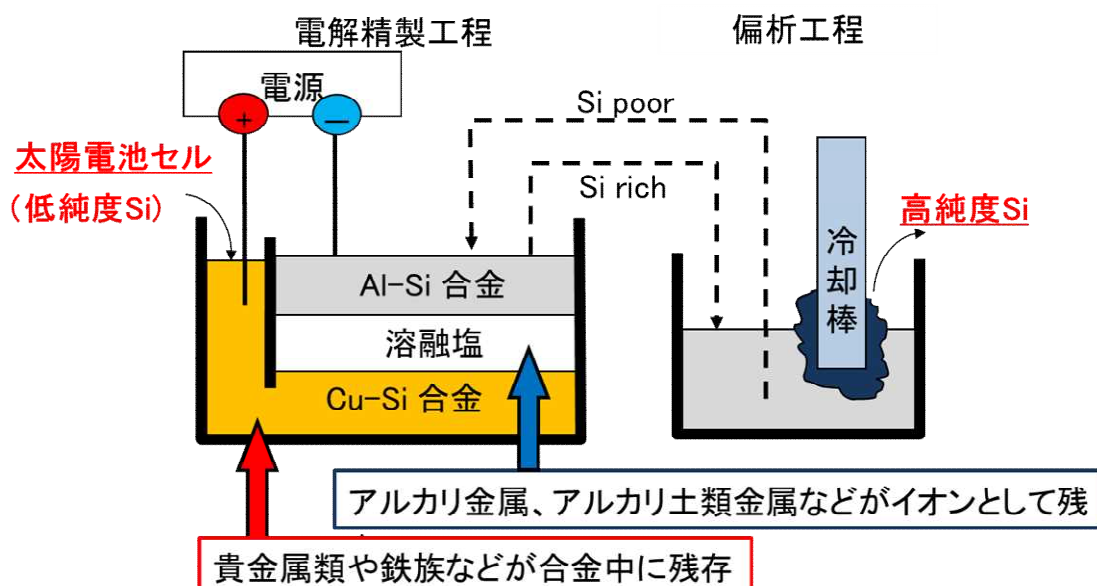 電解精製工程
偏析工程
電源
+
−
Si poor
Si rich
太陽電池セル
(低純度Si)
高純度Si
冷却棒
Al-Si 合金
溶融塩
Cu-Si 合金
アルカリ金属、アルカリ土類金属などがイオンとして残
貴金属類や鉄族などが合金中に残存